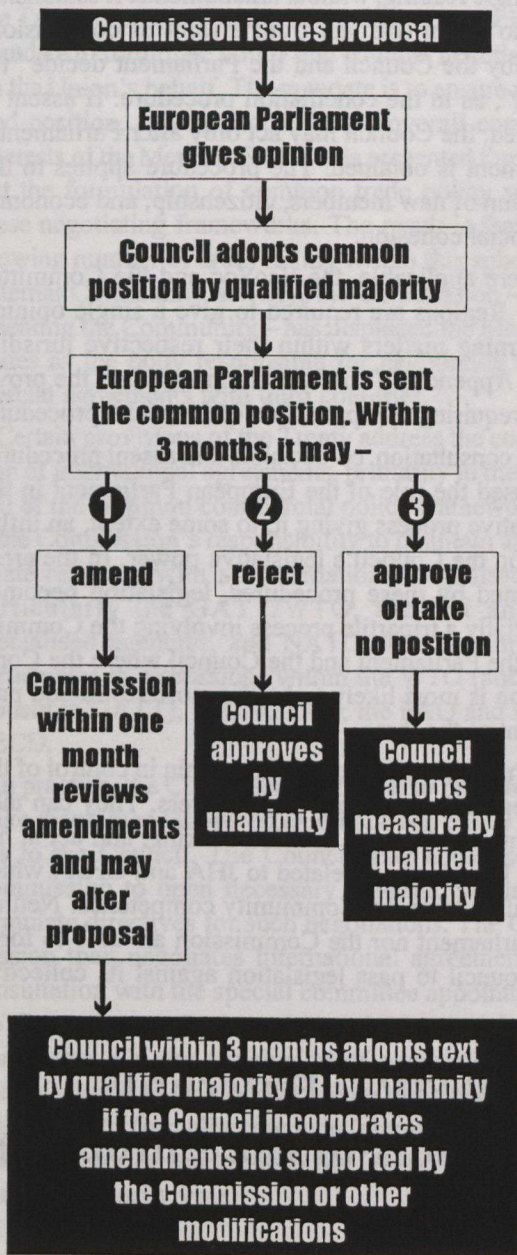 Commission issues proposal
European Parliament
gives opinion
Council adopts common
position by qualified majority
European Parliament is sent
the common position. Within
3 months, it may –
1
amend
Commission
within one
month
reviews
amendments
and may
alter
proposal
2
reject
Council
approves
by
unanimity
3
approve
or take
no position
Council
adopts
measure by
qualified
majority
Council within 3 months adopts text
by qualified majority OR by unanimity
if the Council incorporates
amendments not supported by
the Commission or other
modifications